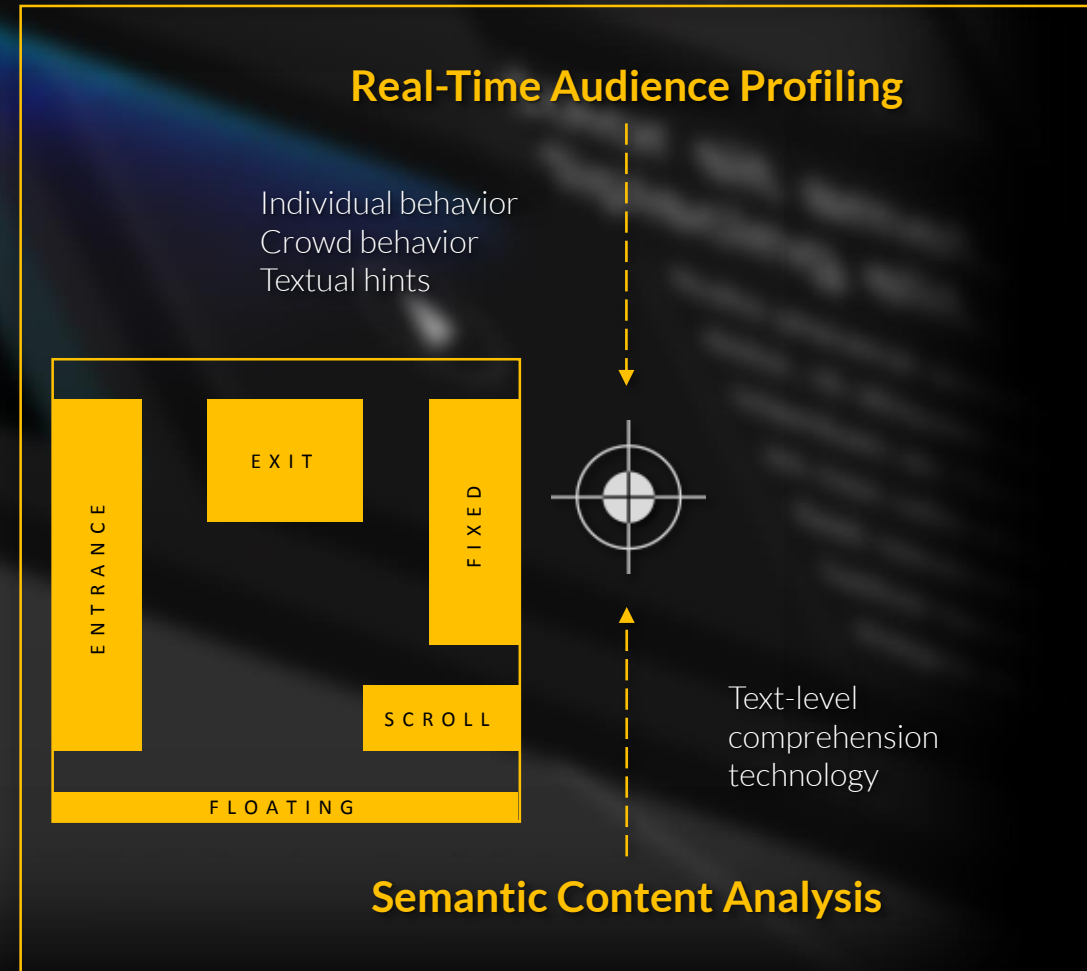 Real-Time Audience Profiling
Individual behavior
Crowd behavior
Textual hints
EXIT
ENTRANCE
FIXED
SCROLL
FLOATING
Text-level
comprehension
technology
Semantic Content Analysis